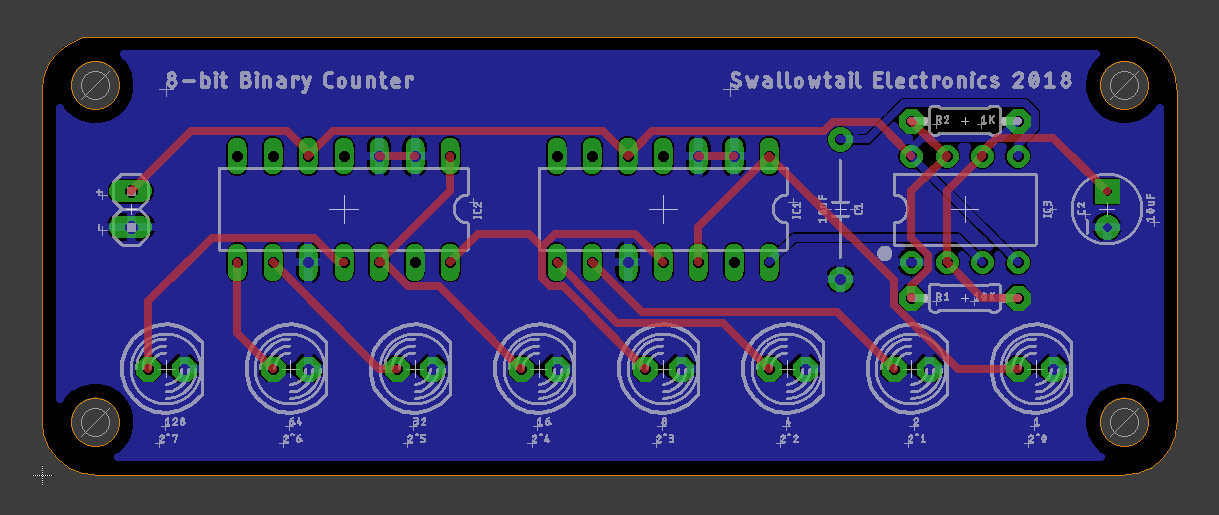 8-bit Binary Counter
Swallowtail Electronics 2018
R2 1K
+
-
IC2
IC1
10uF
C1
IC3
C2
10uF
R1 10K
128 64 32 16 8 4 2 1
2^7 2^6 2^5 2^4 2^3 2^2 2^1 2^0